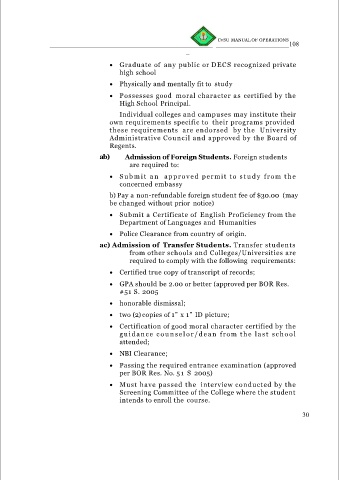 CVSU MANUAL OF OPERATIONS
108
• Graduate of any public or DECS recognized private
high school
• Physically and mentally fit to study
• Possesses good moral character as certified by the
High School Principal.
Individual colleges and campuses may institute their
own requirements specific to their programs provided
these requirements are endorsed by the University
Administrative Council and approved by the Board of
Regents.
ab) Admission of Foreign Students. Foreign students
are required to:
• Submit an approved permit to study from the
concerned embassy
b) Pay a non-refundable foreign student fee of $30.00 (may
be changed without prior notice)
• Submit a Certificate of English Proficiency from the
Department of Languages and Humanities
• Police Clearance from country of origin.
ac) Admission of Transfer Students. Transfer students
from other schools and Colleges/Universities are
required to comply with the following requirements:
• Certified true copy of transcript of records;
• GPA should be 2.00 or better (approved per BOR Res.
#51 S. 2005
• honorable dismissal;
• two (2) copies of 1" x 1" ID picture;
• Certification of good moral character certified by the
guidance counselor/dean from the last school
attended;
• NBI Clearance;
• Passing the required entrance examination (approved
per BOR Res. No. 51 S 2005)
• Must have passed the interview conducted by the
Screening Committee of the College where the student
intends to enroll the course.
36